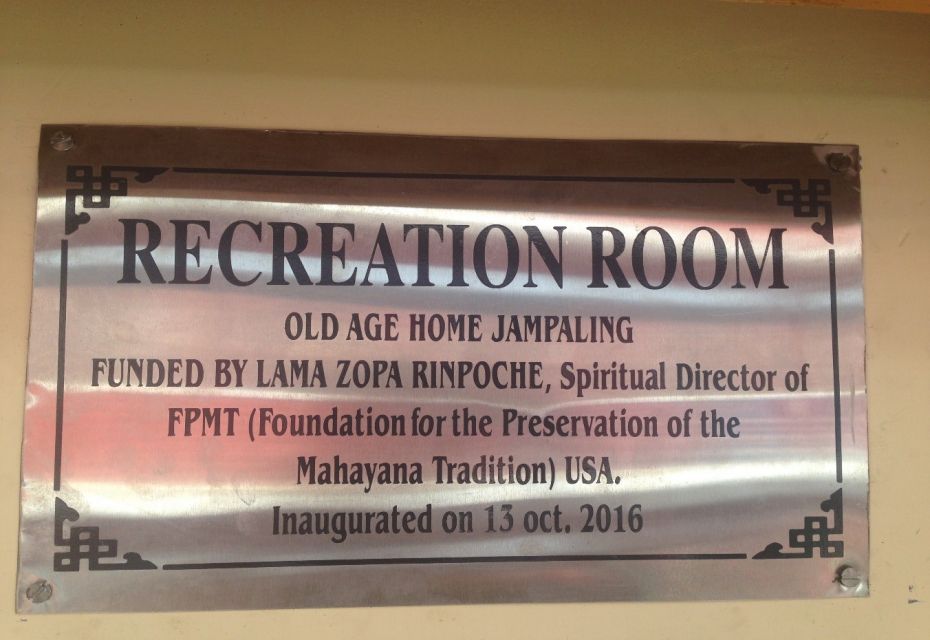 RECREATION ROOM
OLD AGE HOME JAMPALING
FUNDED BY LAMA ZOPA RINPOCHE, Spiritual Director of
FPMT (Foundation for the Preservation of the
Mahayana Tradition) USA.
Inaugurated on 13 oct. 2016